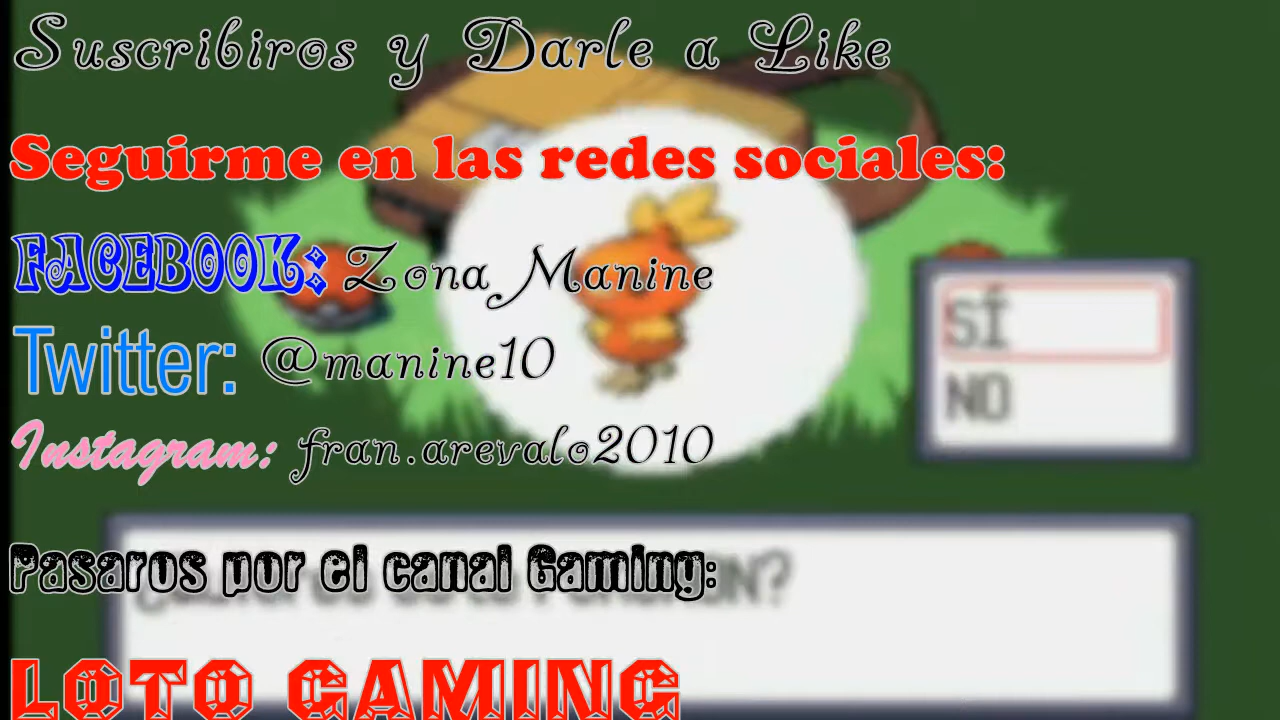 Suscribiros y Darle a Like
Seguirme en las redes sociales:
FACEBOOK: Zona Manine
SÍ
Twitter: @manine10
NO
Instagram: fran.arevalo2010
Pasaros por el canal Gaming:
LOTO GAMING